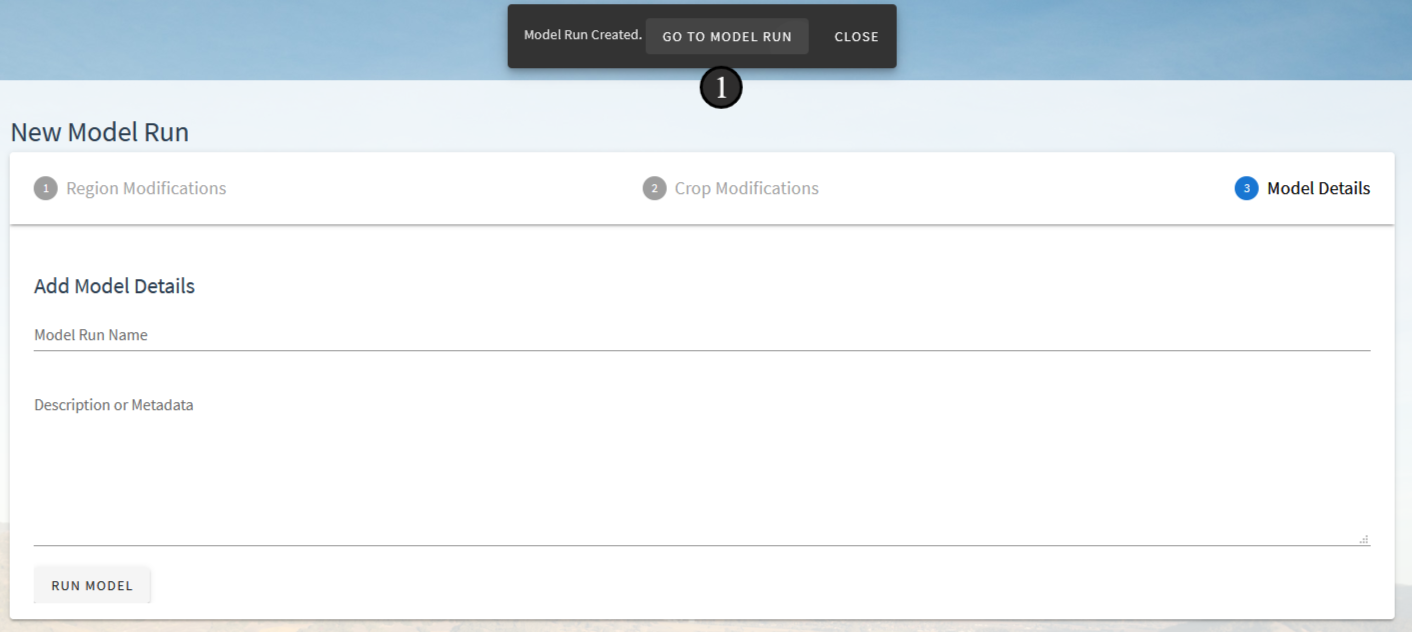 Model Run Created. GO TO MODEL RUN CLOSE
1
New Model Run
1 Region Modifications 2 Crop Modifications 3 Model Details
Add Model Details
Model Run Name
Description or Metadata
RUN MODEL